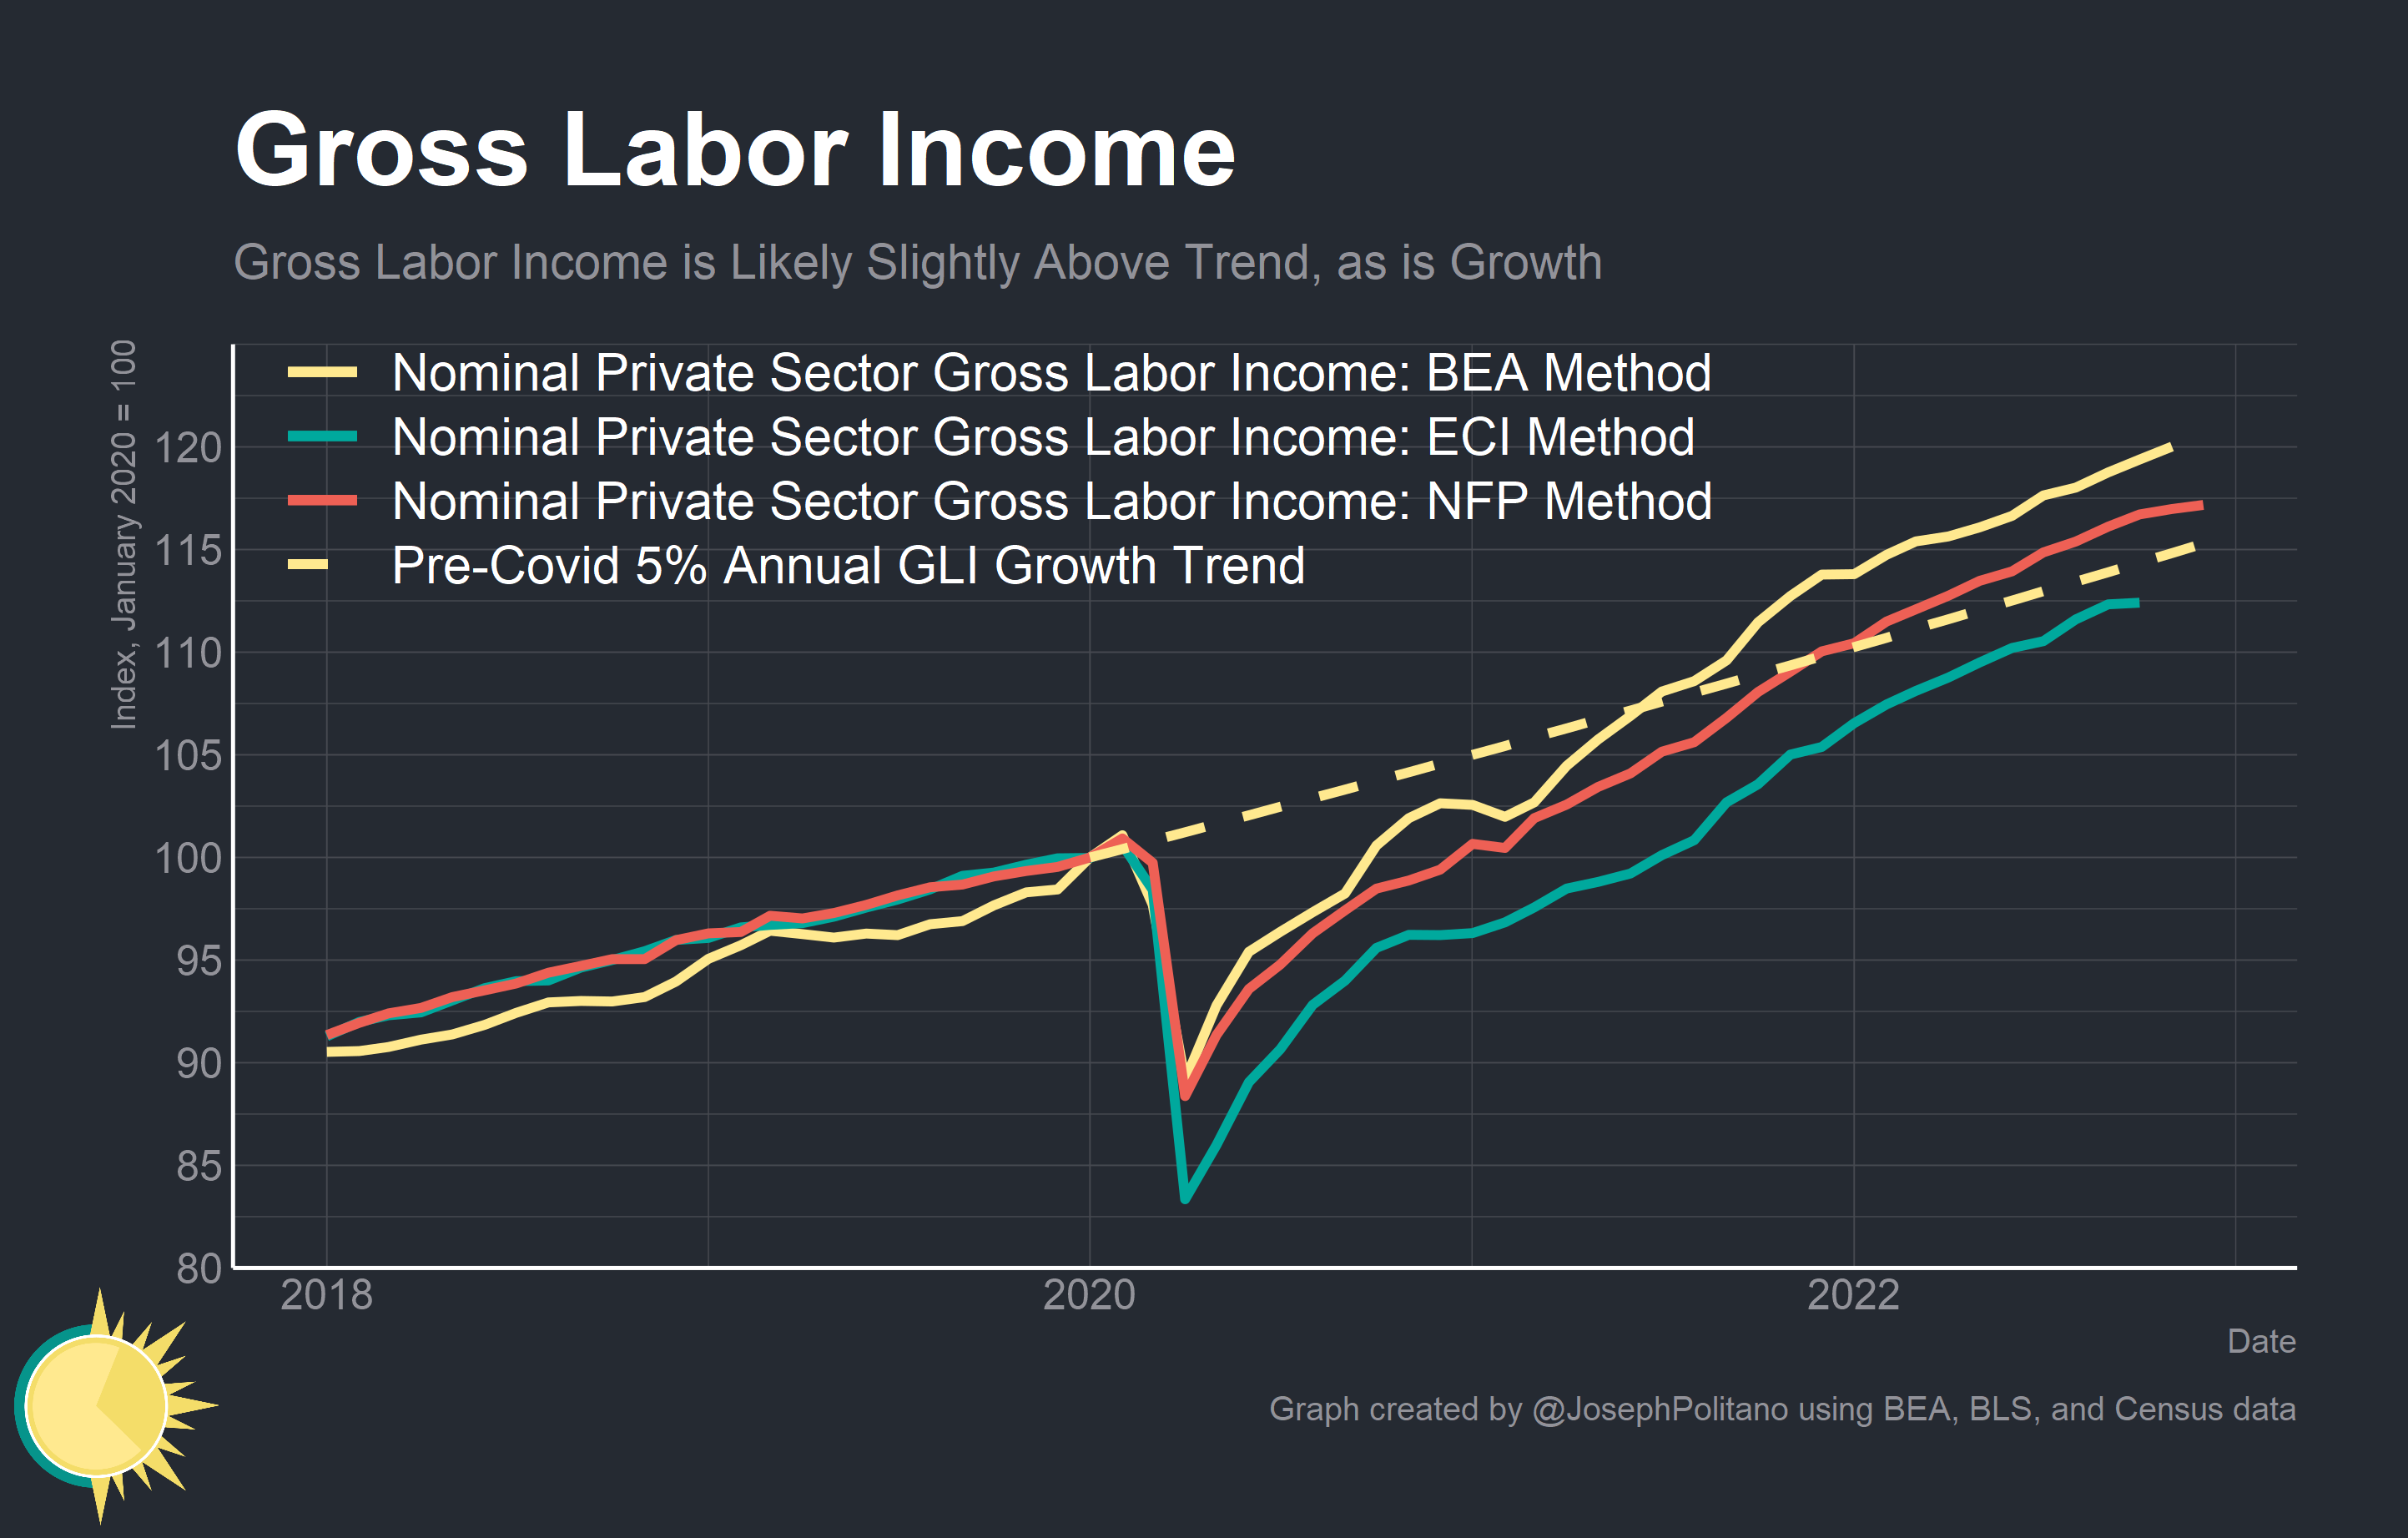 Gross Labor Income
Gross Labor Income is Likely Slightly Above Trend, as is Growth
Index, January 2020 = 100
Nominal Private Sector Gross Labor Income: BEA Method
Nominal Private Sector Gross Labor Income: ECI Method
Nominal Private Sector Gross Labor Income: NFP Method
Pre-Covid 5% Annual GLI Growth Trend
120
115
110
105
100
95
90
85
80
2018 2020 2022
Date
Graph created by @JosephPolitano using BEA, BLS, and Census data